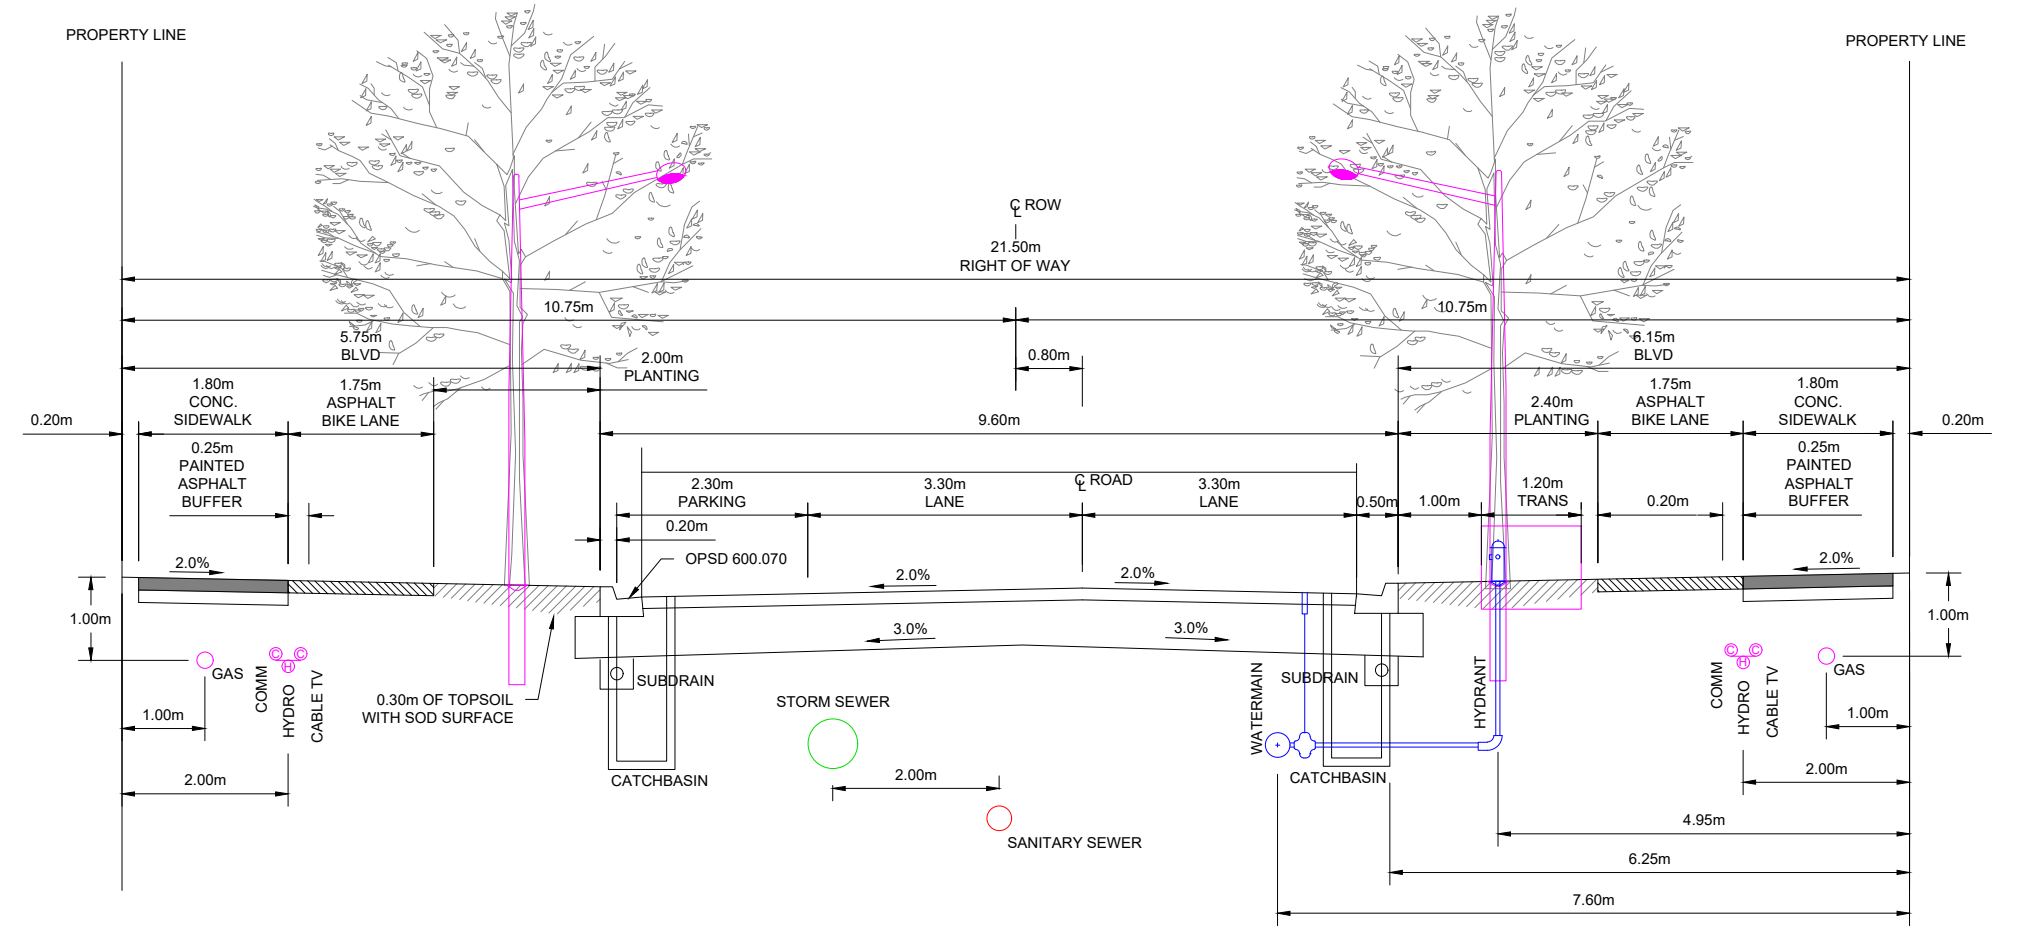 PROPERTY LINE
PROPERTY LINE
CL ROW
21.50m
RIGHT OF WAY
10.75m
10.75m
5.75m
BLVD
6.15m
BLVD
2.00m
PLANTING
0.80m
1.80m
CONC.
SIDEWALK
1.75m
ASPHALT
BIKE LANE
2.40m
PLANTING
1.75m
ASPHALT
BIKE LANE
1.80m
CONC.
SIDEWALK
0.20m
9.60m
0.20m
0.25m
PAINTED
ASPHALT
BUFFER
0.25m
PAINTED
ASPHALT
BUFFER
CL ROAD
2.30m
PARKING
3.30m
LANE
3.30m
LANE
0.50m
1.00m
1.20m
TRANS
0.20m
0.20m
OPSD 600.070
2.0%
2.0%
2.0%
2.0%
1.00m
1.00m
3.0%
3.0%
C
C
H
C
C
H
GAS
GAS
COMM
HYDRO
CABLE TV
COMM
HYDRO
CABLE TV
SUBDRAIN
SUBDRAIN
0.30m OF TOPSOIL
WITH SOD SURFACE
STORM SEWER
WATERMAIN
HYDRANT
1.00m
1.00m
CATCHBASIN
CATCHBASIN
2.00m
2.00m
2.00m
SANITARY SEWER
4.95m
6.25m
7.60m